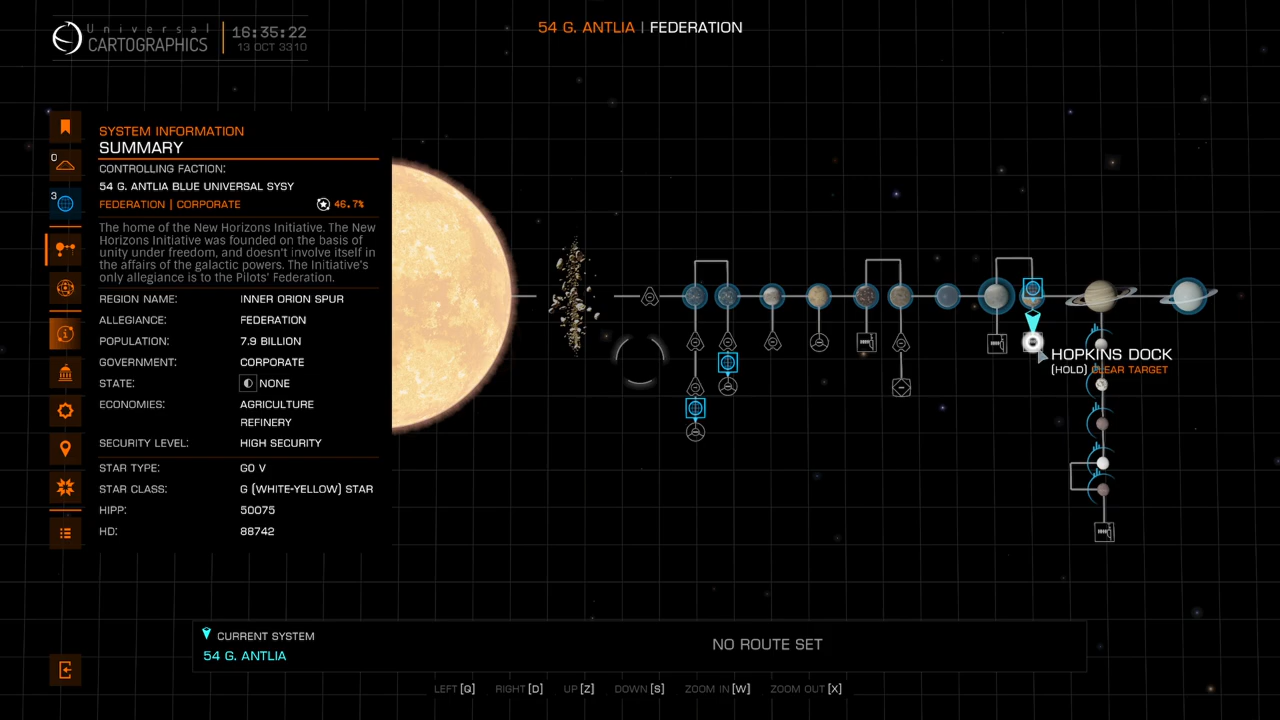 Universal
CARTOGRAPHICS
16:35:22
13 OCT 3310
54 G. ANTLIA | FEDERATION
SYSTEM INFORMATION
SUMMARY
CONTROLLING FACTION:
54 G. ANTLIA BLUE UNIVERSAL SYSY
FEDERATION | CORPORATE 46.7%
The home of the New Horizons Initiative. The New
Horizons Initiative was founded on the basis of
unity under freedom, and doesn't involve itself in
the affairs of the galactic powers. The Initiative's
only allegiance is to the Pilots' Federation.
REGION NAME: INNER ORION SPUR
ALLEGIANCE: FEDERATION
POPULATION: 7.9 BILLION
GOVERNMENT: CORPORATE
STATE: NONE
ECONOMIES: AGRICULTURE
REFINERY
SECURITY LEVEL: HIGH SECURITY
STAR TYPE: G0 V
STAR CLASS: G (WHITE-YELLOW) STAR
HIPP: 50075
HD: 88742
0
3
HOPKINS DOCK
(HOLD) CLEAR TARGET
CURRENT SYSTEM
54 G. ANTLIA
NO ROUTE SET
LEFT [Q] RIGHT [D] UP [Z] DOWN [S] ZOOM IN [W] ZOOM OUT [X]